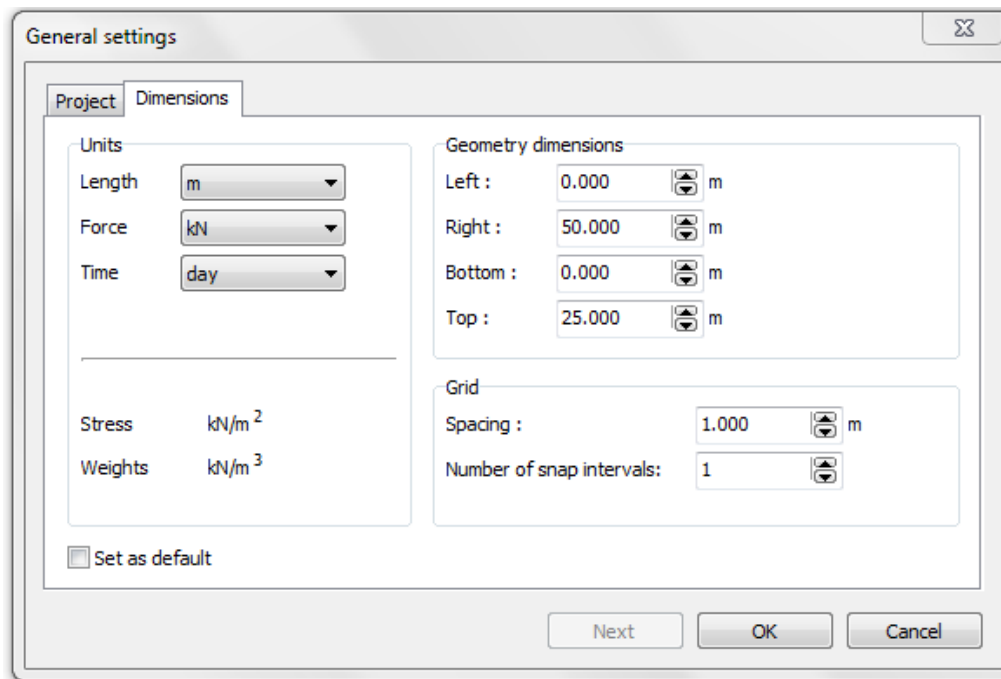 General settings
Project Dimensions
Units
Length m
Force kN
Time day
Stress kN/m²
Weights kN/m³
Geometry dimensions
Left : 0.000 m
Right : 50.000 m
Bottom : 0.000 m
Top : 25.000 m
Grid
Spacing : 1.000 m
Number of snap intervals: 1
Set as default
Next OK Cancel